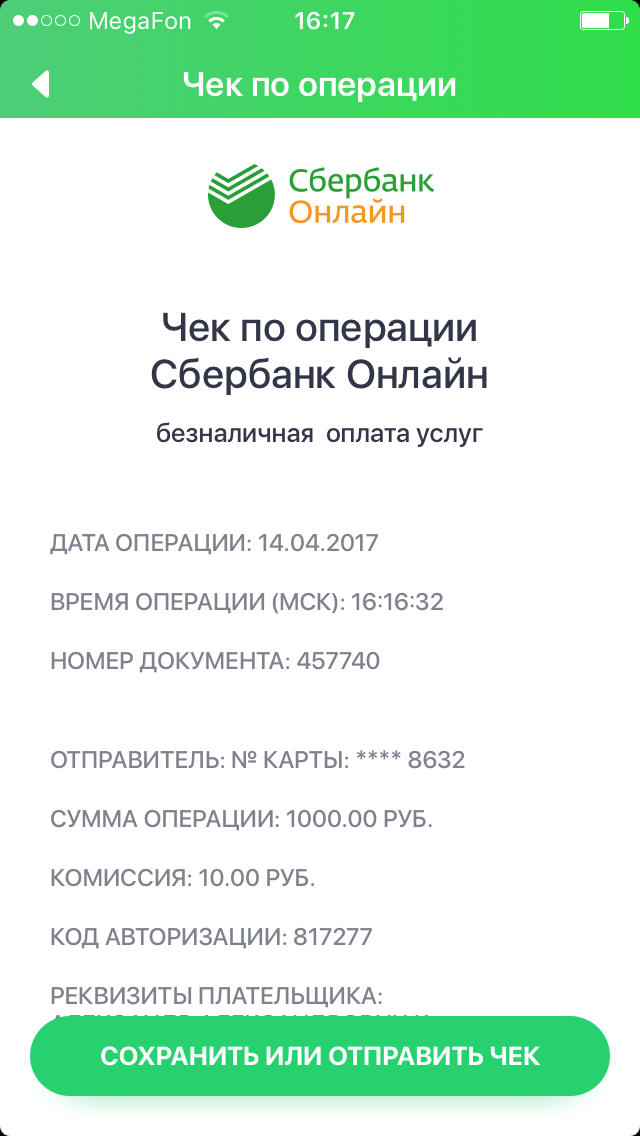 MegaFon 16:17
Чек по операции
Сбербанк
Онлайн
Чек по операции
Сбербанк Онлайн
безналичная оплата услуг
ДАТА ОПЕРАЦИИ: 14.04.2017
ВРЕМЯ ОПЕРАЦИИ (МСК): 16:16:32
НОМЕР ДОКУМЕНТА: 457740
ОТПРАВИТЕЛЬ: № КАРТЫ: **** 8632
СУММА ОПЕРАЦИИ: 1000.00 РУБ.
КОМИССИЯ: 10.00 РУБ.
КОД АВТОРИЗАЦИИ: 817277
РЕКВИЗИТЫ ПЛАТЕЛЬЩИКА:
СОХРАНИТЬ ИЛИ ОТПРАВИТЬ ЧЕК